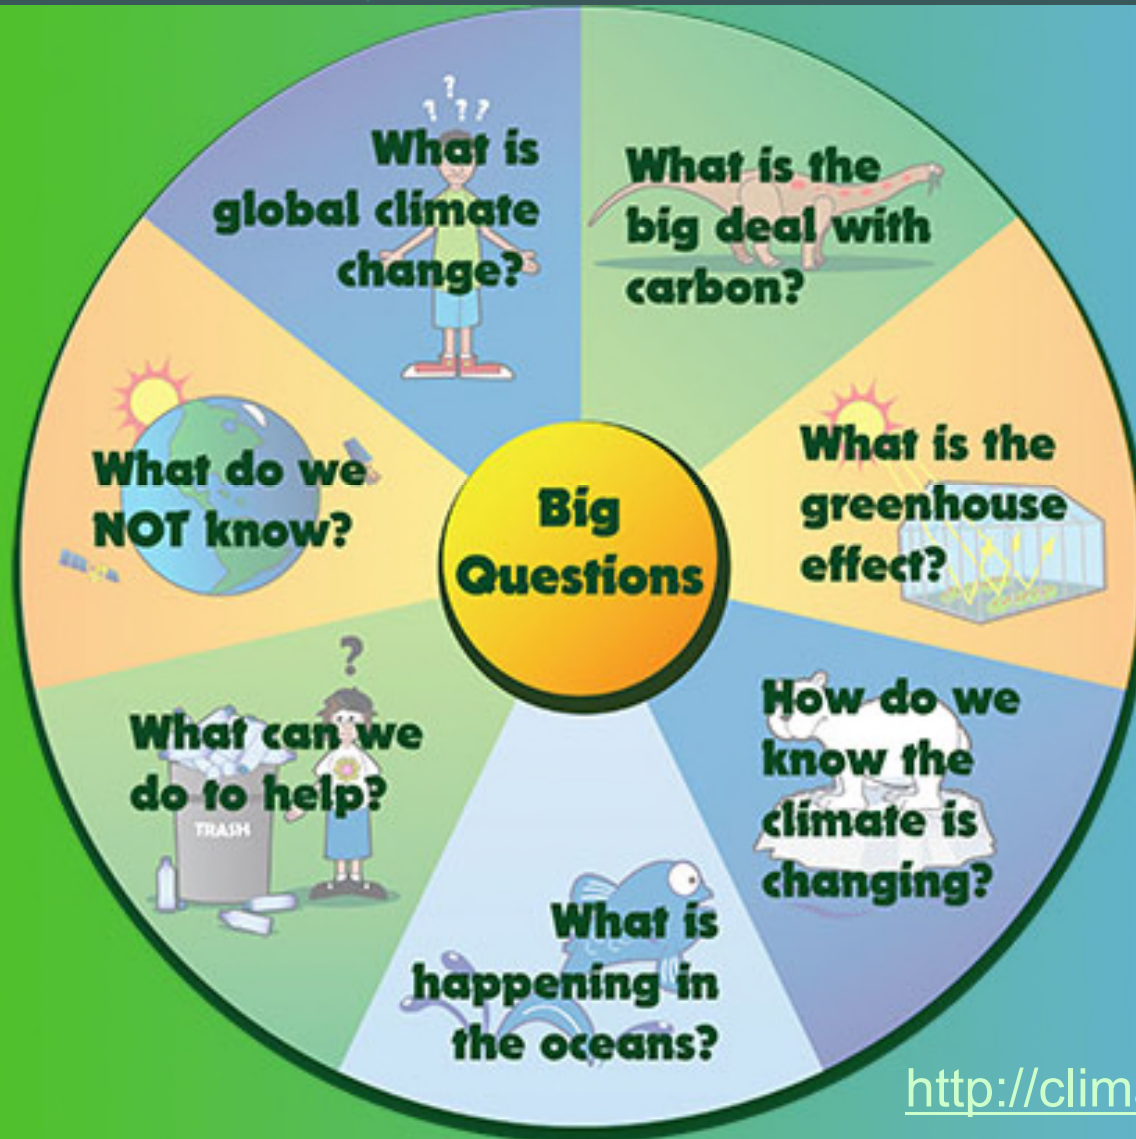 What is
global climate
change?
What is the
big deal with
carbon?
What is the
greenhouse
effect?
How do we
know the
climate is
changing?
What is
happening in
the oceans?
What can we
do to help?
TRASH
What do we
NOT know?
Big
Questions
? 
? ? ?
?
http://clim